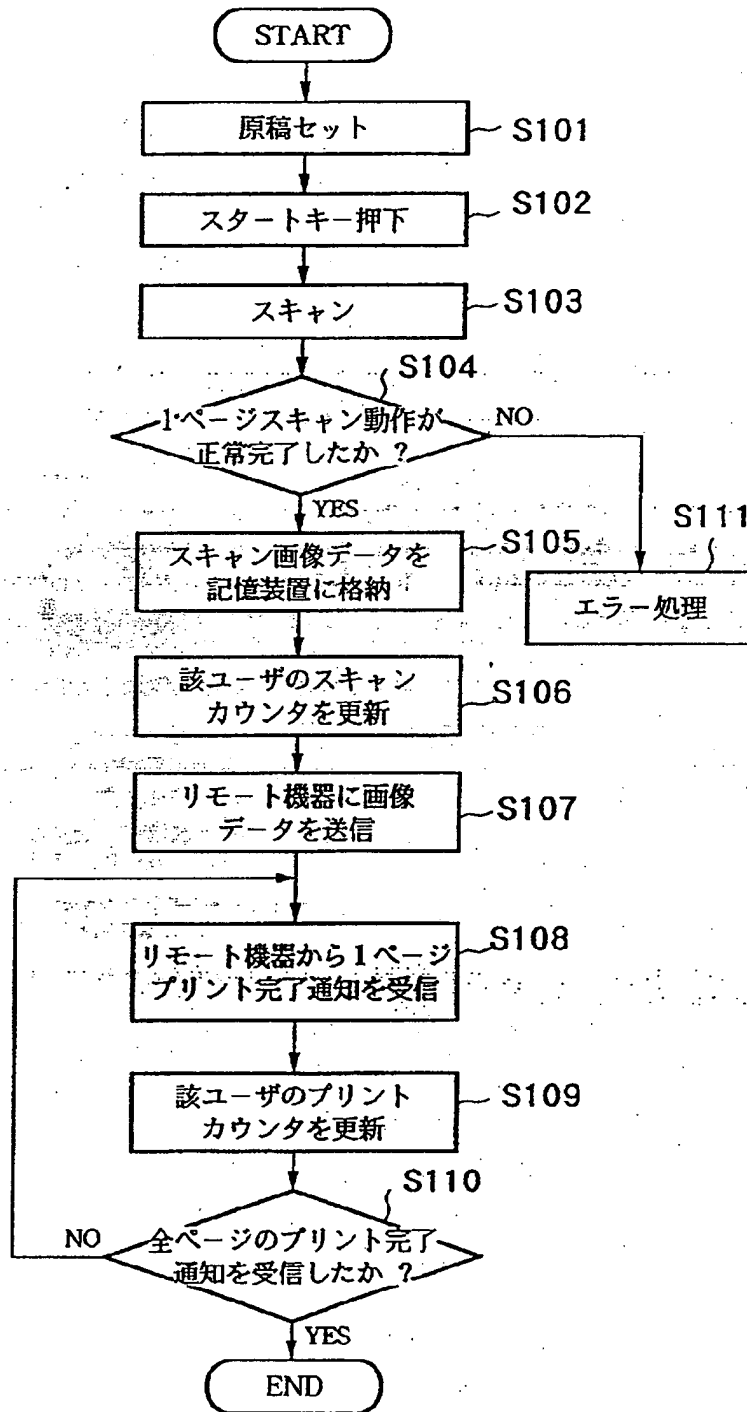 START
原稿セット
S101
スタートキー押下
S102
スキャン
S103
S104
1ページスキャン動作が
正常完了したか ?
NO
YES
S111
エラー処理
スキャン画像データを
記憶装置に格納
S105
該ユーザのスキャン
カウンタを更新
S106
リモート機器に画像
データを送信
S107
リモート機器から1ページ
プリント完了通知を受信
S108
該ユーザのプリント
カウンタを更新
S109
S110
NO
全ページのプリント完了
通知を受信したか ?
YES
END